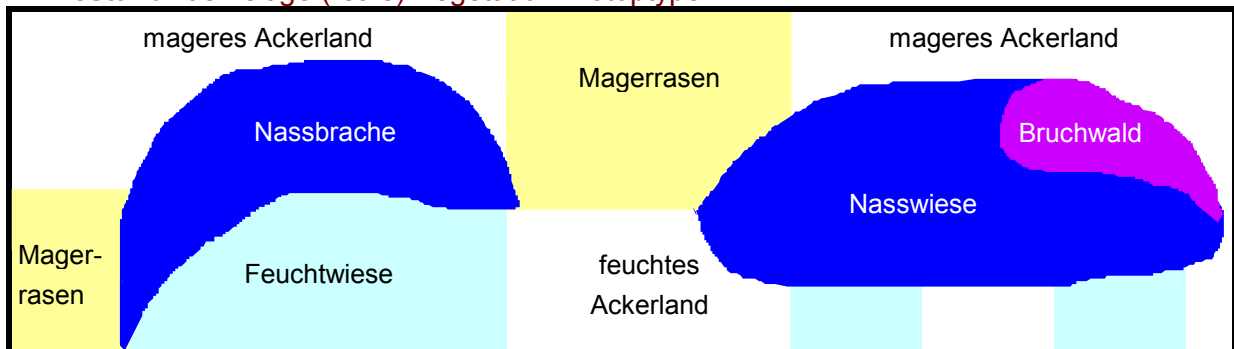 mageres Ackerland
mageres Ackerland
Magerrasen
Nassbrache
Bruchwald
Nasswiese
Mager-
rasen
Feuchtwiese
feuchtes
Ackerland